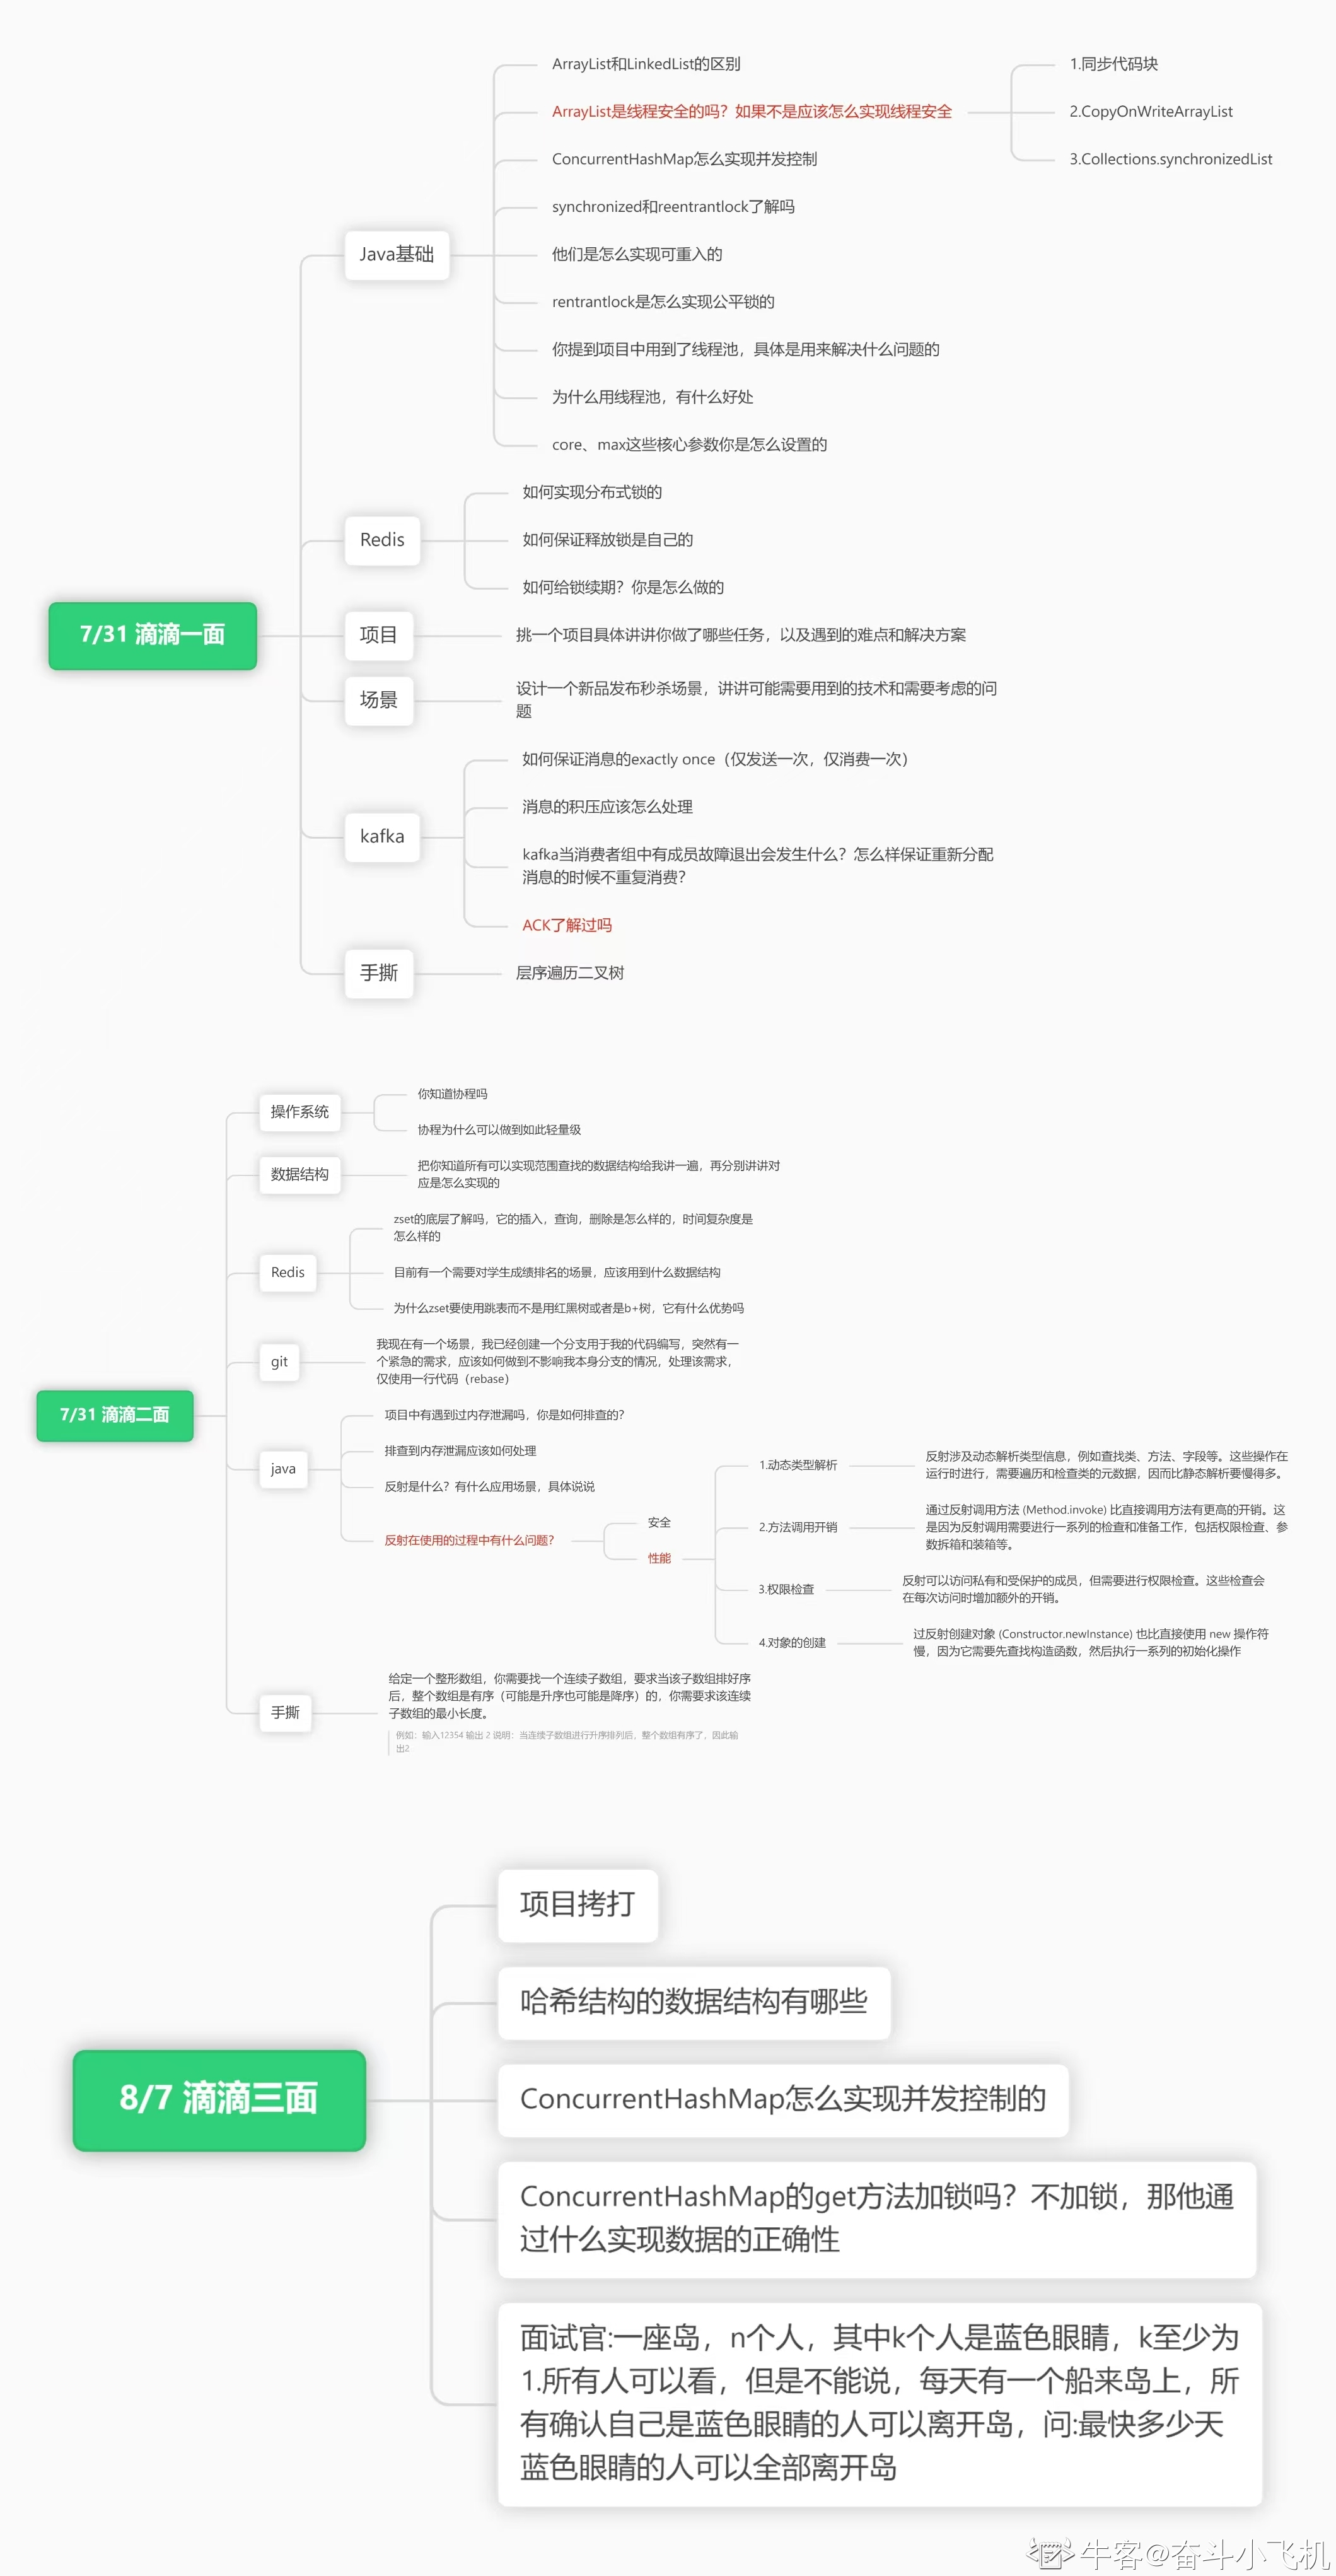 7/31 滴滴一面
Java基础
ArrayList和LinkedList的区别
ArrayList是线程安全的吗？如果不是应该怎么实现线程安全
1.同步代码块
2.CopyOnWriteArrayList
3.Collections.synchronizedList
ConcurrentHashMap怎么实现并发控制
synchronized和reentrantlock了解吗
他们是怎么实现可重入的
rentrantlock是怎么实现公平锁的
你提到项目中用到了线程池，具体是用来解决什么问题的
为什么用线程池，有什么好处
core、max这些核心参数你是怎么设置的
Redis
如何实现分布式锁的
如何保证释放锁是自己的
如何给锁续期？你是怎么做的
项目
挑一个项目具体讲讲你做了哪些任务，以及遇到的难点和解决方案
场景
设计一个新品发布秒杀场景，讲讲可能需要用到的技术和需要考虑的问
题
kafka
如何保证消息的exactly once（仅发送一次，仅消费一次）
消息的积压应该怎么处理
kafka当消费者组中有成员故障退出会发生什么？怎么样保证重新分配
消息的时候不重复消费？
ACK了解过吗
手撕
层序遍历二叉树
7/31 滴滴二面
操作系统
你知道协程吗
协程为什么可以做到如此轻量级
数据结构
把你知道所有可以实现范围查找的数据结构给我讲一遍，再分别讲讲对
应是怎么实现的
Redis
zset的底层了解吗，它的插入，查询，删除是怎么样的，时间复杂度是
怎么样的
目前有一个需要对学生成绩排名的场景，应该用到什么数据结构
为什么zset要使用跳表而不是用红黑树或者是b+树，它有什么优势吗
git
我现在有一个场景，我已经创建一个分支用于我的代码编写，突然有一
个紧急的需求，应该如何做到不影响我本身分支的情况，处理该需求，
仅使用一行代码（rebase）
java
项目中有遇到过内存泄漏吗，你是如何排查的？
排查到内存泄漏应该如何处理
反射是什么？有什么应用场景，具体说说
反射在使用的过程中有什么问题？
安全
性能
1.动态类型解析
反射涉及动态解析类型信息，例如查找类、方法、字段等。这些操作在
运行时进行，需要遍历和检查类的元数据，因而比静态解析要慢得多。
2.方法调用开销
通过反射调用方法 (Method.invoke) 比直接调用方法有更高的开销。这
是因为反射调用需要进行一系列的检查和准备工作，包括权限检查、参
数拆箱和装箱等。
3.权限检查
反射可以访问私有和受保护的成员，但需要进行权限检查。这些检查会
在每次访问时增加额外的开销。
4.对象的创建
过反射创建对象 (Constructor.newInstance) 也比直接使用 new 操作符
慢，因为它需要先查找构造函数，然后执行一系列的初始化操作
手撕
给定一个整形数组，你需要找一个连续子数组，要求当该子数组排好序
后，整个数组是有序（可能是升序也可能是降序）的，你需要求该连续
子数组的最小长度。
例如：输入12354 输出 2 说明：当连续子数组进行升序排列后，整个数组有序了，因此输
出2
8/7 滴滴三面
项目拷打
哈希结构的数据结构有哪些
ConcurrentHashMap怎么实现并发控制的
ConcurrentHashMap的get方法加锁吗？不加锁，那他通
过什么实现数据的正确性
面试官:一座岛，n个人，其中k个人是蓝色眼睛，k至少为
1.所有人可以看，但是不能说，每天有一个船来岛上，所
有确认自己是蓝色眼睛的人可以离开岛，问:最快多少天
蓝色眼睛的人可以全部离开岛
牛客@奋斗小飞机